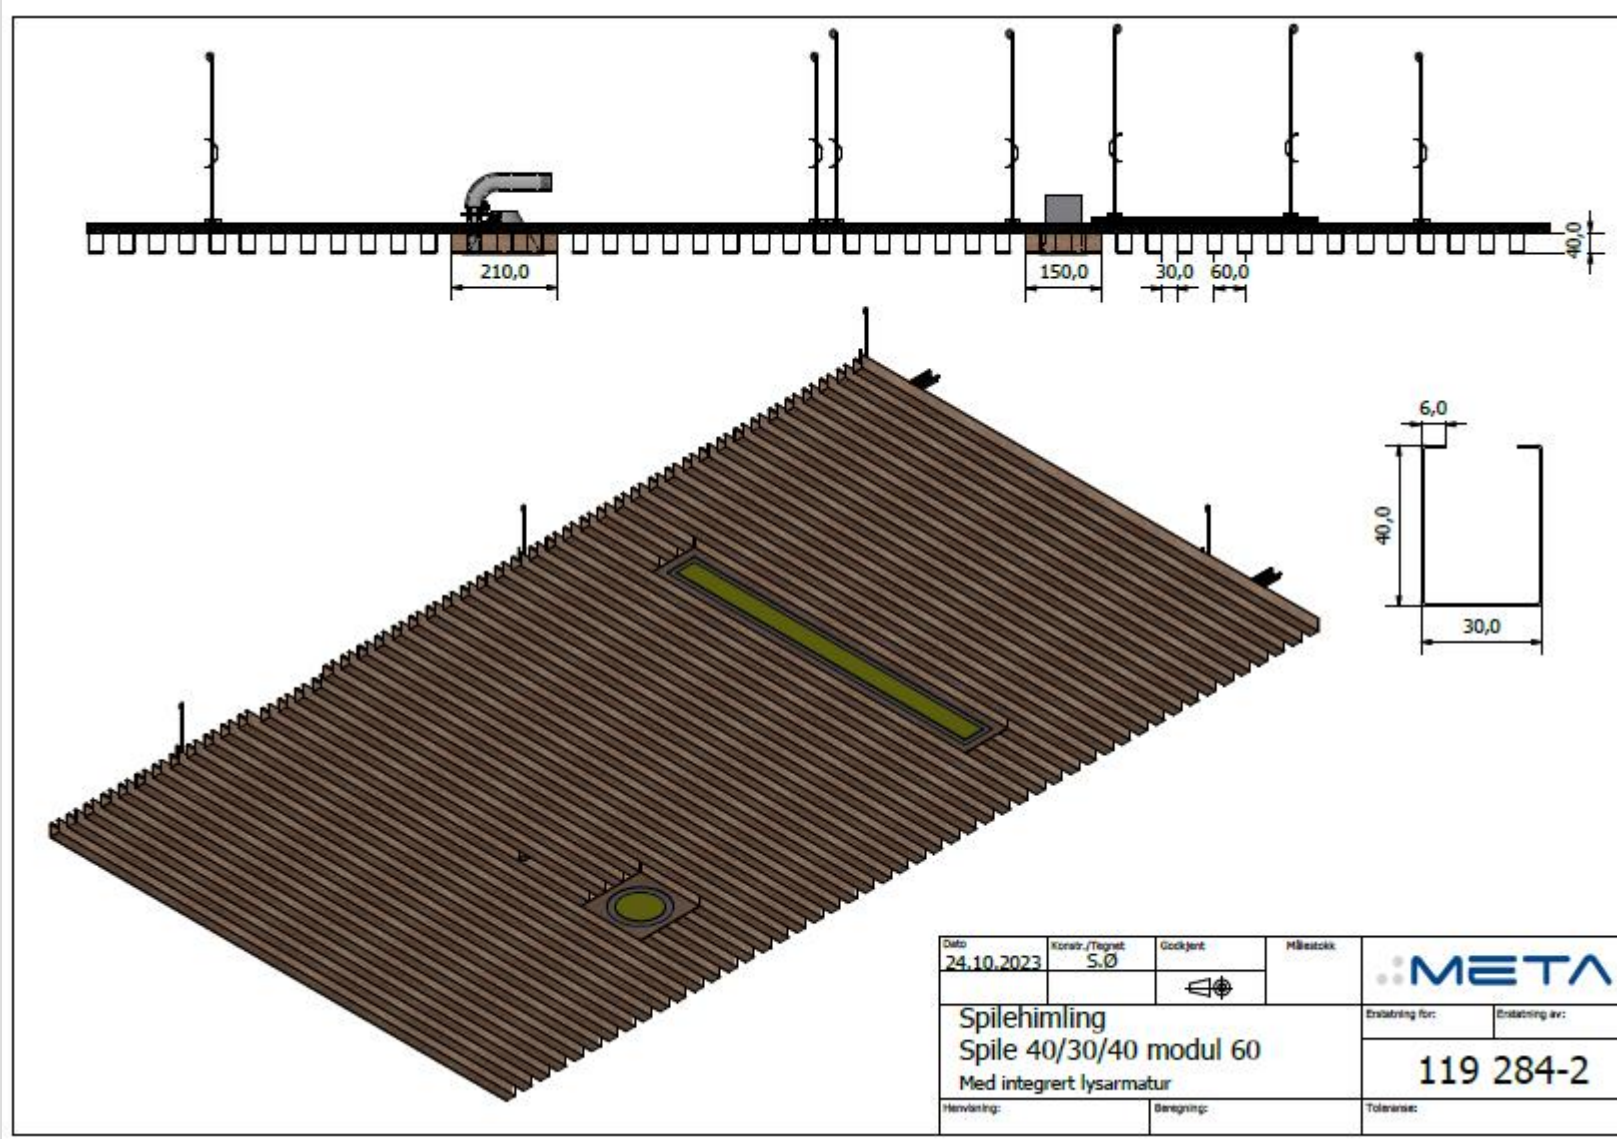 40,0
210,0
150,0
30,0
60,0
6,0
40,0
30,0
Dato
Konstr./Tegnet
Godkjent
Målestokk
24.10.2023
S.Ø
META
Spilehimling
Spile 40/30/40 modul 60
Med integrert lysarmatur
Erstatning for:
Erstatning av:
119 284-2
Henvisning:
Beregning:
Toleranse: